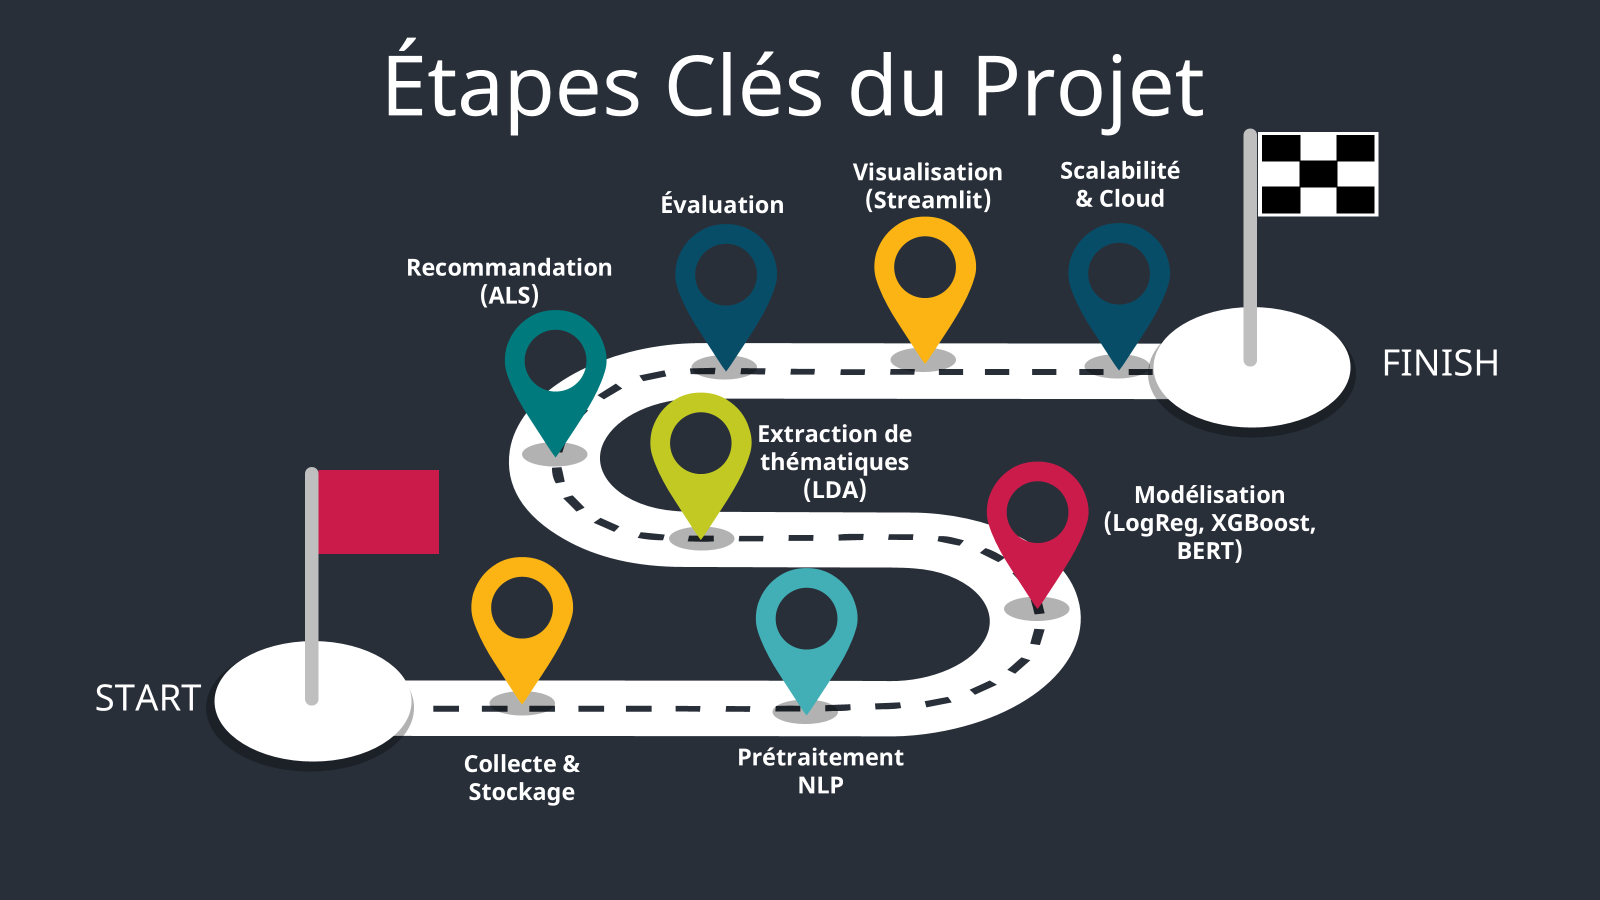 Étapes Clés du Projet
Visualisation
(Streamlit)
Scalabilité
& Cloud
Évaluation
Recommandation
(ALS)
FINISH
Extraction de
thématiques
(LDA)
Modélisation
(LogReg, XGBoost,
BERT)
START
Collecte &
Stockage
Prétraitement
NLP